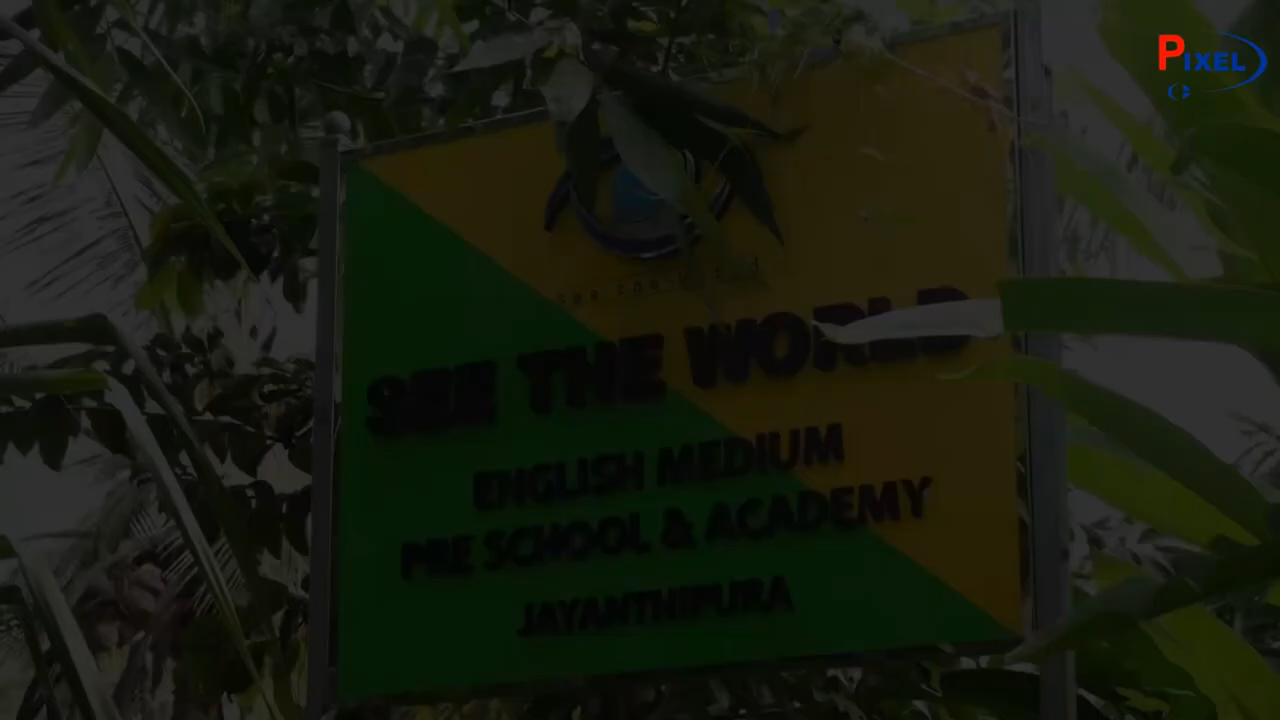 PIXEL
SEE THE WORLD
ENGLISH MEDIUM
PRE SCHOOL & ACADEMY
JAYANTHIPURA